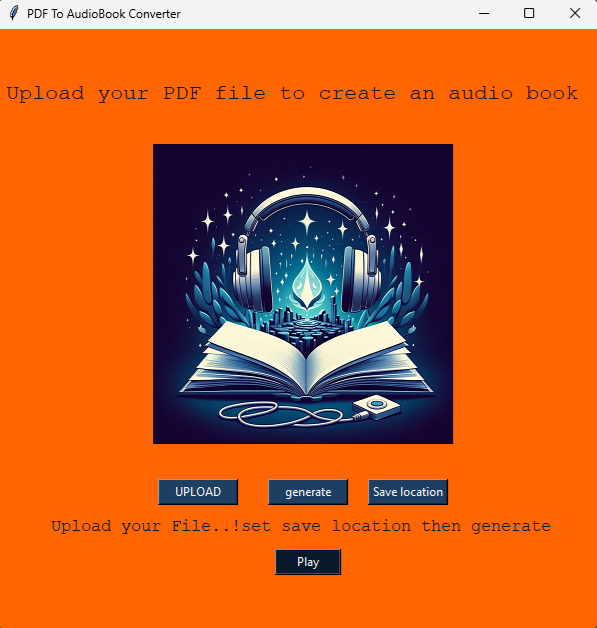 PDF To AudioBook Converter
Upload your PDF file to create an audio book
UPLOAD generate Save location
Upload your File..!set save location then generate
Play